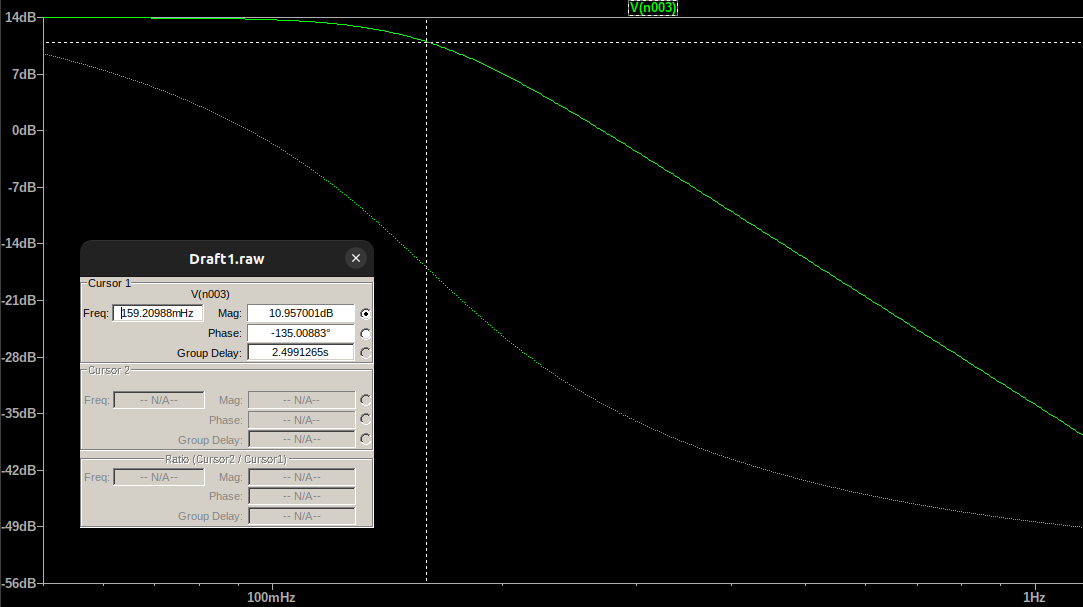 V(n003)
14dB
7dB
0dB
-7dB
-14dB
-21dB
-28dB
-35dB
-42dB
-49dB
-56dB
100mHz
1Hz
Draft1.raw
Cursor 1
V(n003)
Freq: 159.20988mHz Mag: 10.957001dB
Phase: -135.00883°
Group Delay: 2.4991265s
Cursor 2
Freq: -- N/A-- Mag: -- N/A--
Phase: -- N/A--
Group Delay: -- N/A--
Ratio (Cursor2 / Cursor1)
Freq: -- N/A-- Mag: -- N/A--
Phase: -- N/A--
Group Delay: -- N/A--